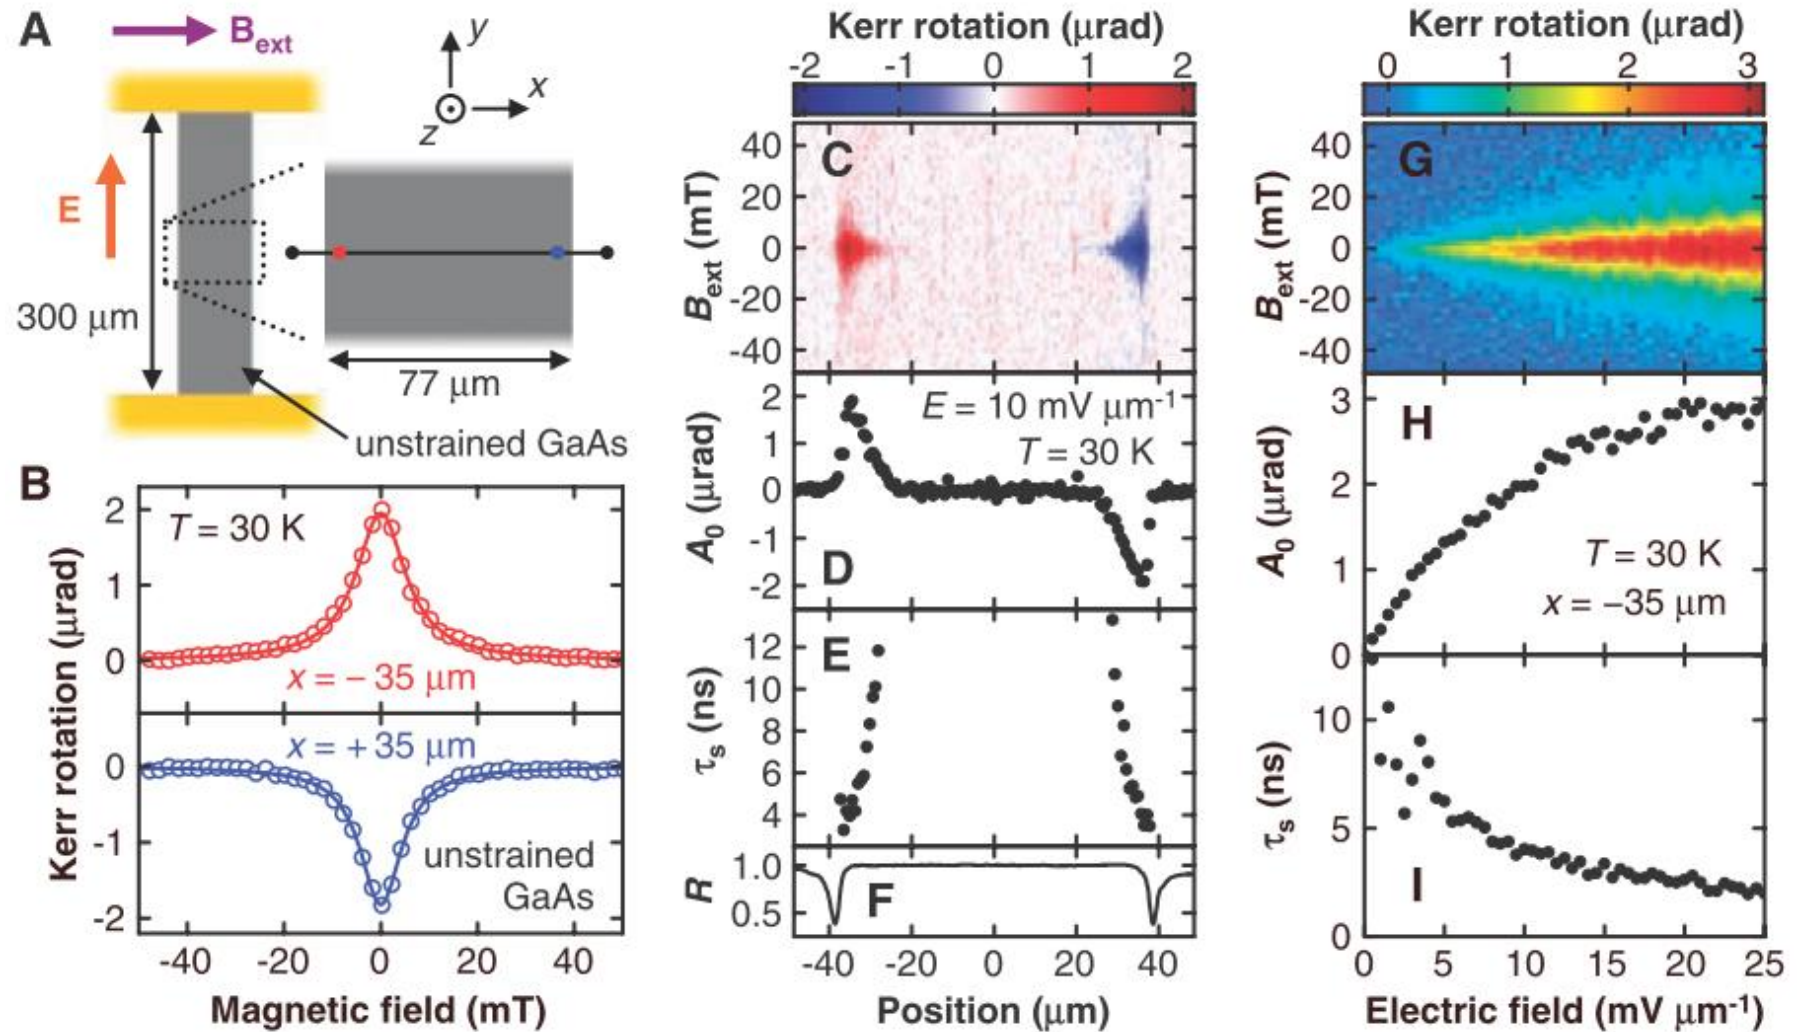 A
B_ext
E
300 μm
y
x
z
77 μm
unstrained GaAs
B
T = 30 K
2
1
0
x = − 35 μm
x = + 35 μm
0
-1
-2
unstrained
GaAs
Kerr rotation (μrad)
-40 -20 0 20 40
Magnetic field (mT)
Kerr rotation (μrad)
-2 -1 0 1 2
C
40
20
0
-20
-40
B_ext (mT)
E = 10 mV μm⁻¹
T = 30 K
2
1
0
-1
-2
A₀ (μrad)
D
E
12
10
8
6
4
τ_s (ns)
1.0
0.5
R
F
-40 -20 0 20 40
Position (μm)
Kerr rotation (μrad)
0 1 2 3
G
40
20
0
-20
-40
B_ext (mT)
H
3
2
1
0
A₀ (μrad)
T = 30 K
x = −35 μm
0
10
5
0
τ_s (ns)
I
0 5 10 15 20 25
Electric field (mV μm⁻¹)